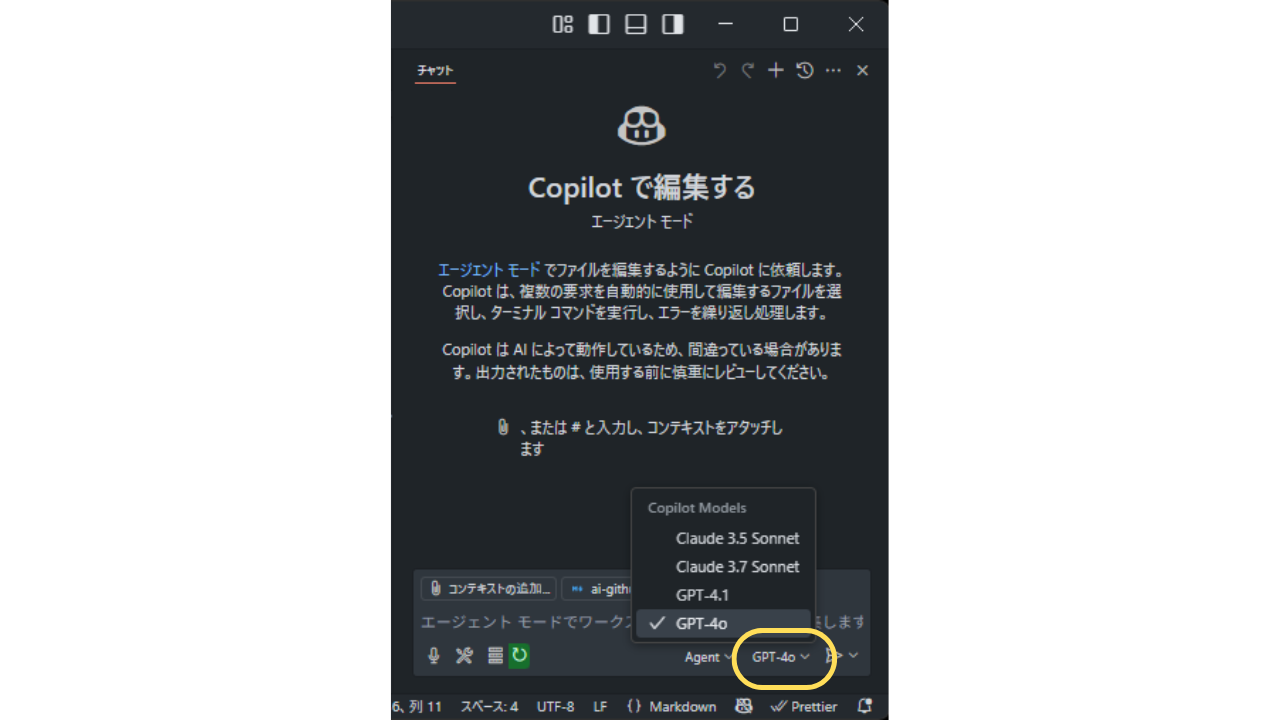 チャット
Copilot で編集する
エージェント モード
エージェント モード でファイルを編集するように Copilot に依頼します。
Copilot は、複数の要求を自動的に使用して編集するファイルを選
択し、ターミナル コマンドを実行し、エラーを繰り返し処理します。
Copilot は AI によって動作しているため、間違っている場合がありま
す。出力されたものは、使用する前に慎重にレビューしてください。
、または # と入力し、コンテキストをアタッチし
ます
Copilot Models
Claude 3.5 Sonnet
Claude 3.7 Sonnet
GPT-4.1
GPT-4o
コンテキストの追加... ai-gith
エージェント モードでワーク します
Agent GPT-4o
6、列 11 スペース: 4 UTF-8 LF {} Markdown Prettier